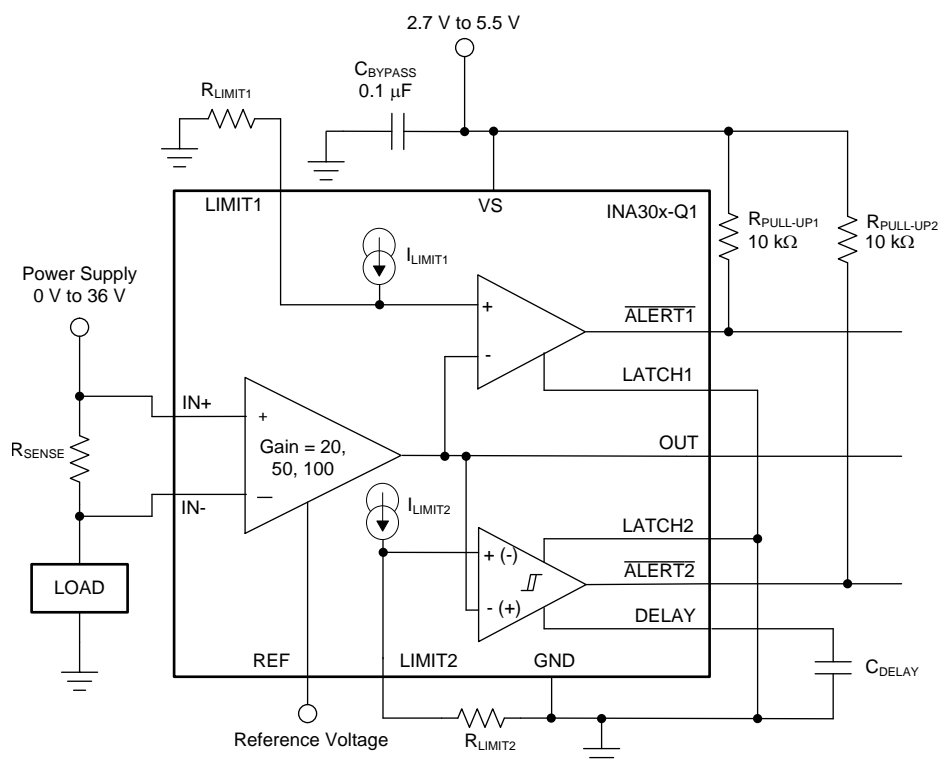 2.7 V to 5.5 V
CBYPASS
0.1 μF
RLIMIT1
LIMIT1
VS
INA30x-Q1
RPULL-UP1
10 kΩ
RPULL-UP2
10 kΩ
ILIMIT1
Power Supply
0 V to 36 V
+
-
ALERT1
LATCH1
IN+
+
RSENSE
Gain = 20,
50, 100
OUT
IN-
–
ILIMIT2
LATCH2
+ (-)
ALERT2
- (+)
LOAD
DELAY
REF
LIMIT2
GND
CDELAY
Reference Voltage
RLIMIT2